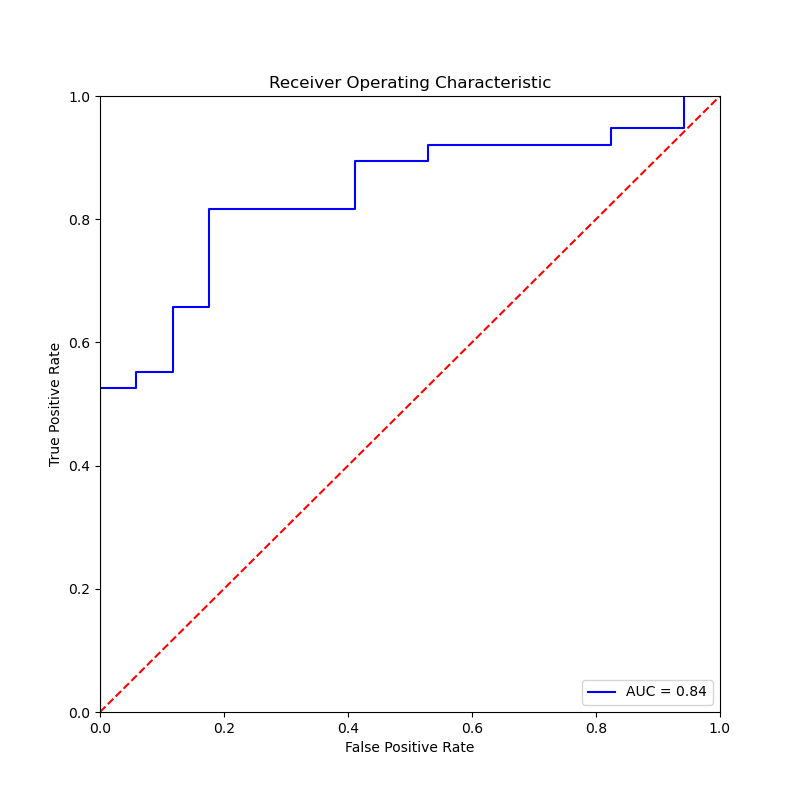 Receiver Operating Characteristic
True Positive Rate
1.0
0.8
0.6
0.4
0.2
0.0
AUC = 0.84
0.0 0.2 0.4 0.6 0.8 1.0
False Positive Rate